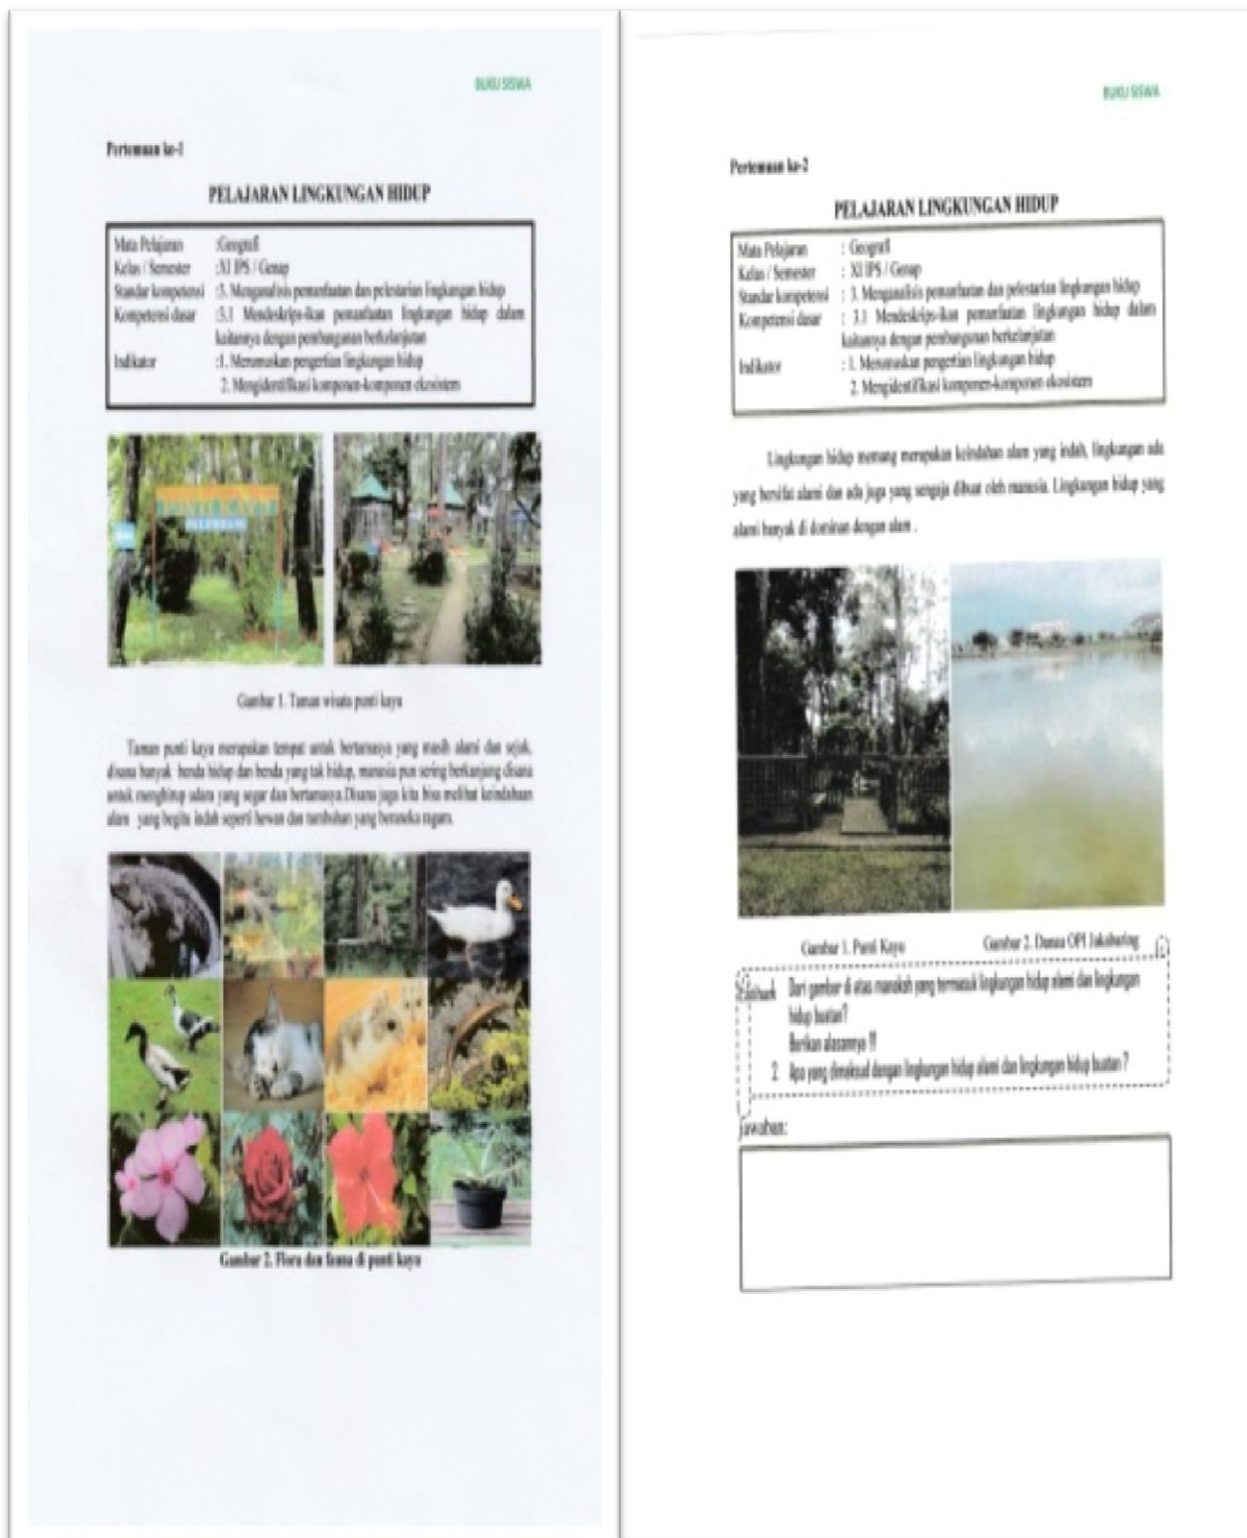 BUKU SISWA
Pertemuan ke-1
PELAJARAN LINGKUNGAN HIDUP
Mata Pelajaran :Geografi
Kelas / Semester :XI IPS / Genap
Standar kompetensi :3. Menganalisis pemanfaatan dan pelestarian lingkungan hidup
Kompetensi dasar :3.1 Mendeskrips-ikan pemanfaatan lingkungan hidup dalam
kaitannya dengan pembangunan berkelanjutan
Indikator :1. Merumuskan pengertian lingkungan hidup
2. Mengidentifikasi komponen-komponen ekosistem
PUNTI KAYU
PALEMBANG
Gambar 1. Taman wisata punti kayu
Taman punti kayu merupakan tempat untuk bertamasya yang masih alami dan sejuk,
disana banyak benda hidup dan benda yang tak hidup, manusia pun sering berkunjung disana
untuk menghirup udara yang segar dan bertamasya.Disana juga kita bisa melihat keindahaan
alam yang begitu indah seperti hewan dan tumbuhan yang beraneka ragam.
Gambar 2. Flora dan fauna di punti kayu
BUKU SISWA
Pertemuan ke-2
PELAJARAN LINGKUNGAN HIDUP
Mata Pelajaran : Geografi
Kelas / Semester : XI IPS / Genap
Standar kompetensi : 3. Menganalisis pemanfaatan dan pelestarian lingkungan hidup
Kompetensi dasar : 3.1 Mendeskrips-ikan pemanfaatan lingkungan hidup dalam
kaitannya dengan pembangunan berkelanjutan
Indikator : 1. Merumuskan pengertian lingkungan hidup
2. Mengidentifikasi komponen-komponen ekosistem
Lingkungan hidup memang merupakan keindahan alam yang indah, lingkungan ada
yang bersifat alami dan ada juga yang sengaja dibuat oleh manusia. Lingkungan hidup yang
alami banyak di dominan dengan alam .
Gambar 1. Punti Kayu
Gambar 2. Danau OPI Jakabaring
Dari gambar di atas manakah yang termasuk lingkungan hidup alami dan lingkungan
hidup buatan?
Berikan alasannya !!!
2. Apa yang dimaksud dengan lingkungan hidup alami dan lingkungan hidup buatan ?
jawaban: